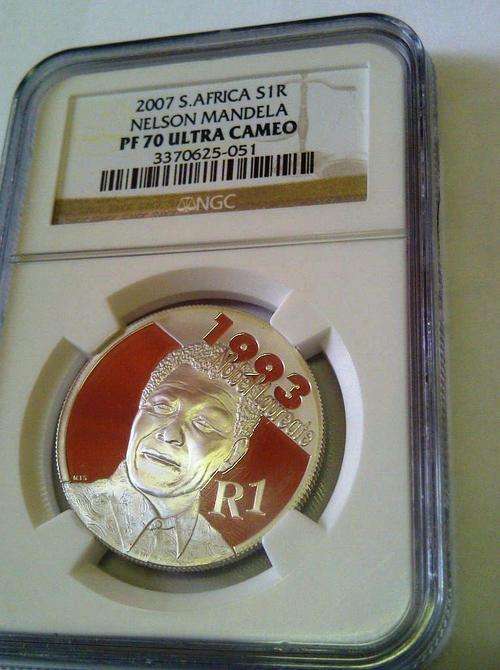 2007 S.AFRICA S1R
NELSON MANDELA
PF 70 ULTRA CAMEO
3370625-051
NGC
1993
Nobel Laureate
R1